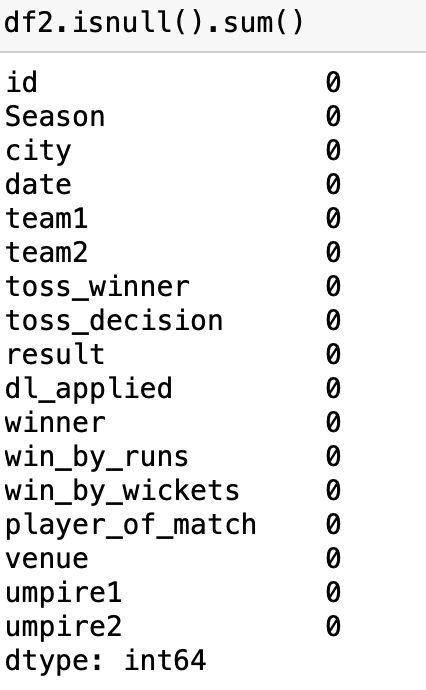 df2.isnull().sum()
id 0
Season 0
city 0
date 0
team1 0
team2 0
toss_winner 0
toss_decision 0
result 0
dl_applied 0
winner 0
win_by_runs 0
win_by_wickets 0
player_of_match 0
venue 0
umpire1 0
umpire2 0
dtype: int64